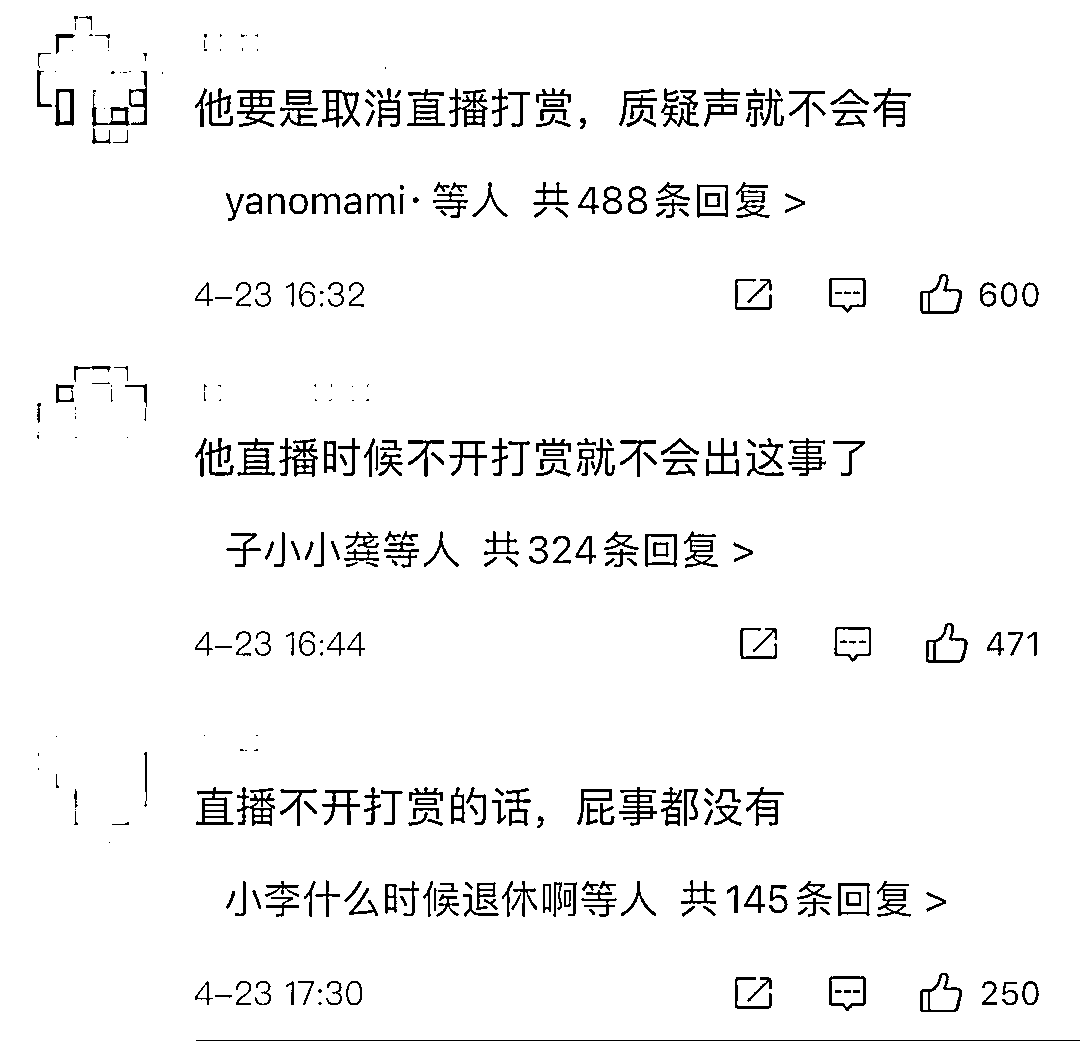 他要是取消直播打赏，质疑声就不会有
yanomami· 等人 共488条回复 >
4-23 16:32 600
他直播时候不开打赏就不会出这事了
子小小龚等人 共324条回复 >
4-23 16:44 471
直播不开打赏的话，屁事都没有
小李什么时候退休啊等人 共145条回复 >
4-23 17:30 250